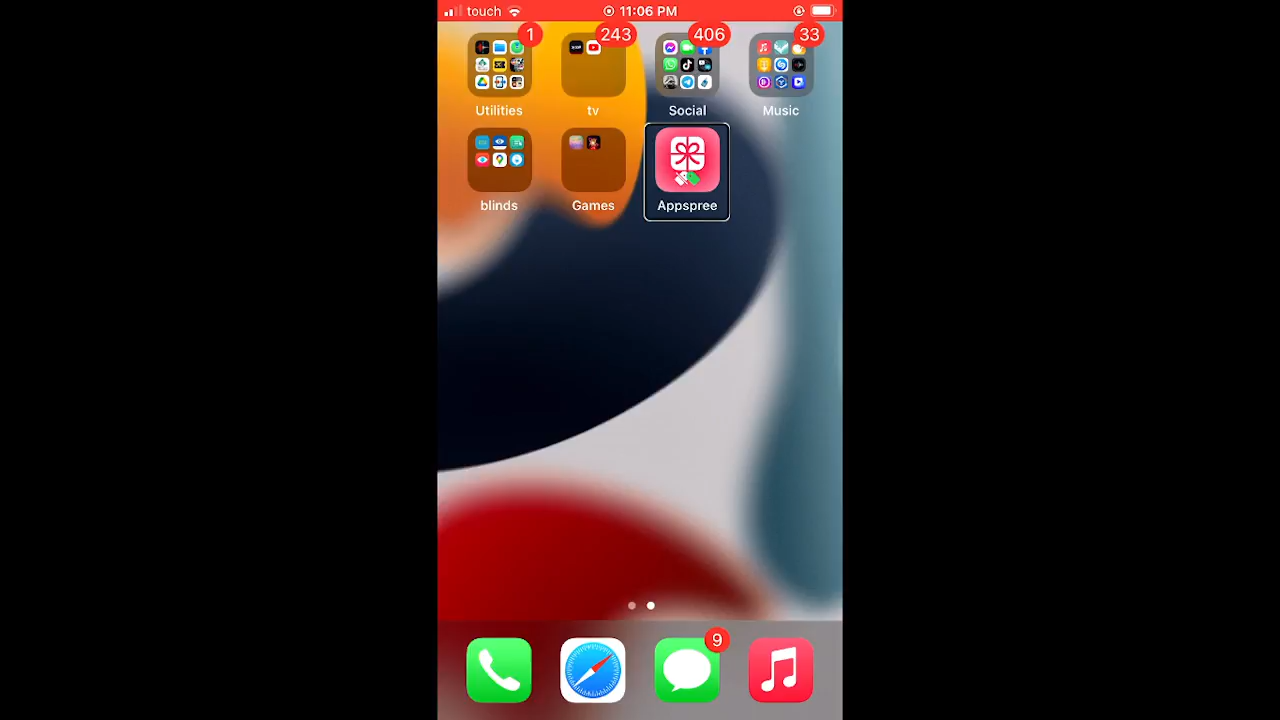 touch 11:06 PM
1 243 406 33
Utilities tv Social Music
blinds Games Appspree
9